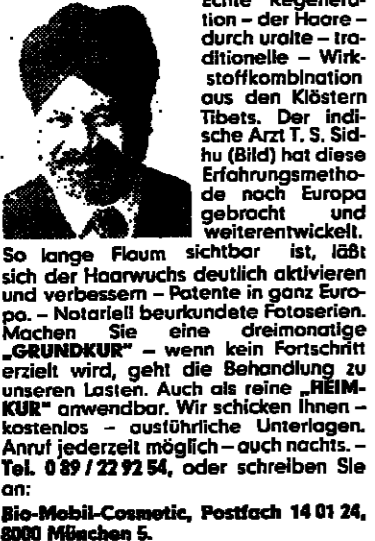 Echte Regenera-
tion – der Haare –
durch uralte – tra-
ditionelle – Wirk-
stoffkombination
aus den Klöstern
Tibets. Der indi-
sche Arzt T. S. Sid-
hu (Bild) hat diese
Erfahrungsmetho-
de nach Europa
gebracht und
weiterentwickelt.
So lange Flaum sichtbar ist, läßt
sich der Haarwuchs deutlich aktivieren
und verbessern – Patente in ganz Euro-
pa. – Notariell beurkundete Fotoserien.
Machen Sie eine dreimonatige
„GRUNDKUR" – wenn kein Fortschritt
erzielt wird, geht die Behandlung zu
unseren Lasten. Auch als reine „HEIM-
KUR" anwendbar. Wir schicken Ihnen –
kostenlos – ausführliche Unterlagen.
Anruf jederzeit möglich – auch nachts. –
Tel. 0 89 / 22 92 54, oder schreiben Sie
an:
Bio-Mobil-Cosmetic, Postfach 14 01 24,
8000 München 5.